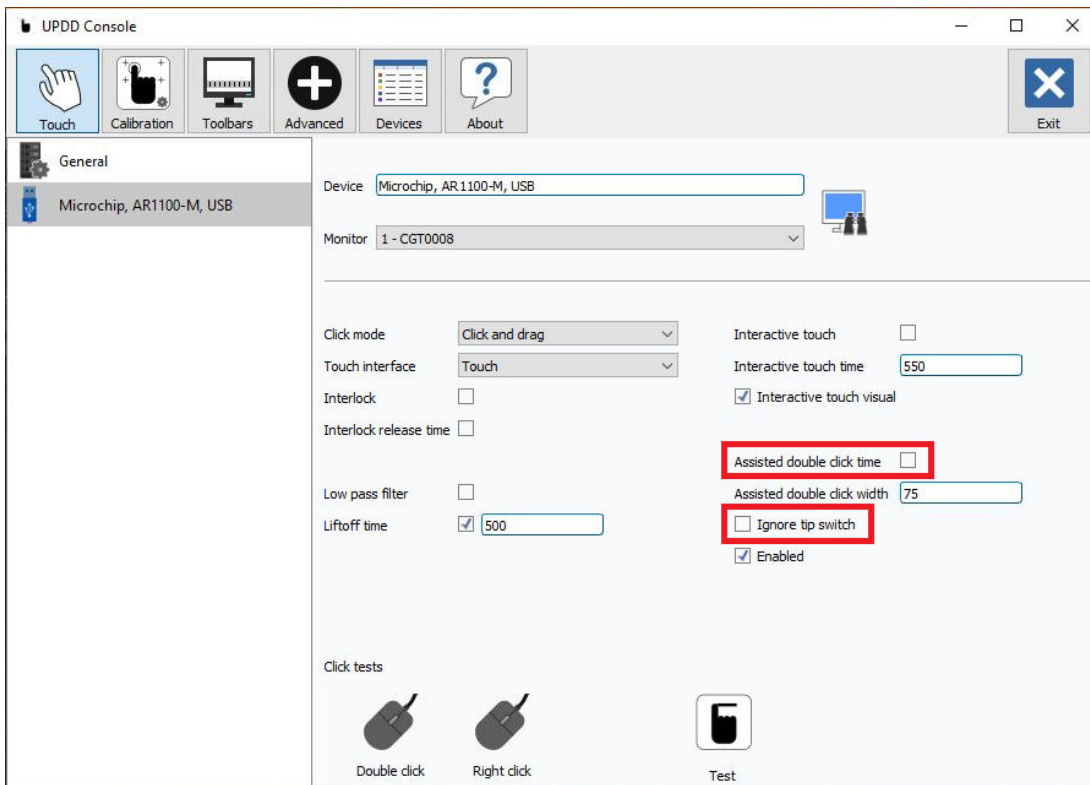 UPDD Console
Touch
Calibration
Toolbars
Advanced
Devices
About
Exit
General
Microchip, AR1100-M, USB
Device Microchip, AR1100-M, USB
Monitor 1 - CGT0008
Click mode Click and drag
Touch interface Touch
Interlock
Interlock release time
Low pass filter
Liftoff time 500
Interactive touch
Interactive touch time 550
Interactive touch visual
Assisted double click time
Assisted double click width 75
Ignore tip switch
Enabled
Click tests
Double click
Right click
Test